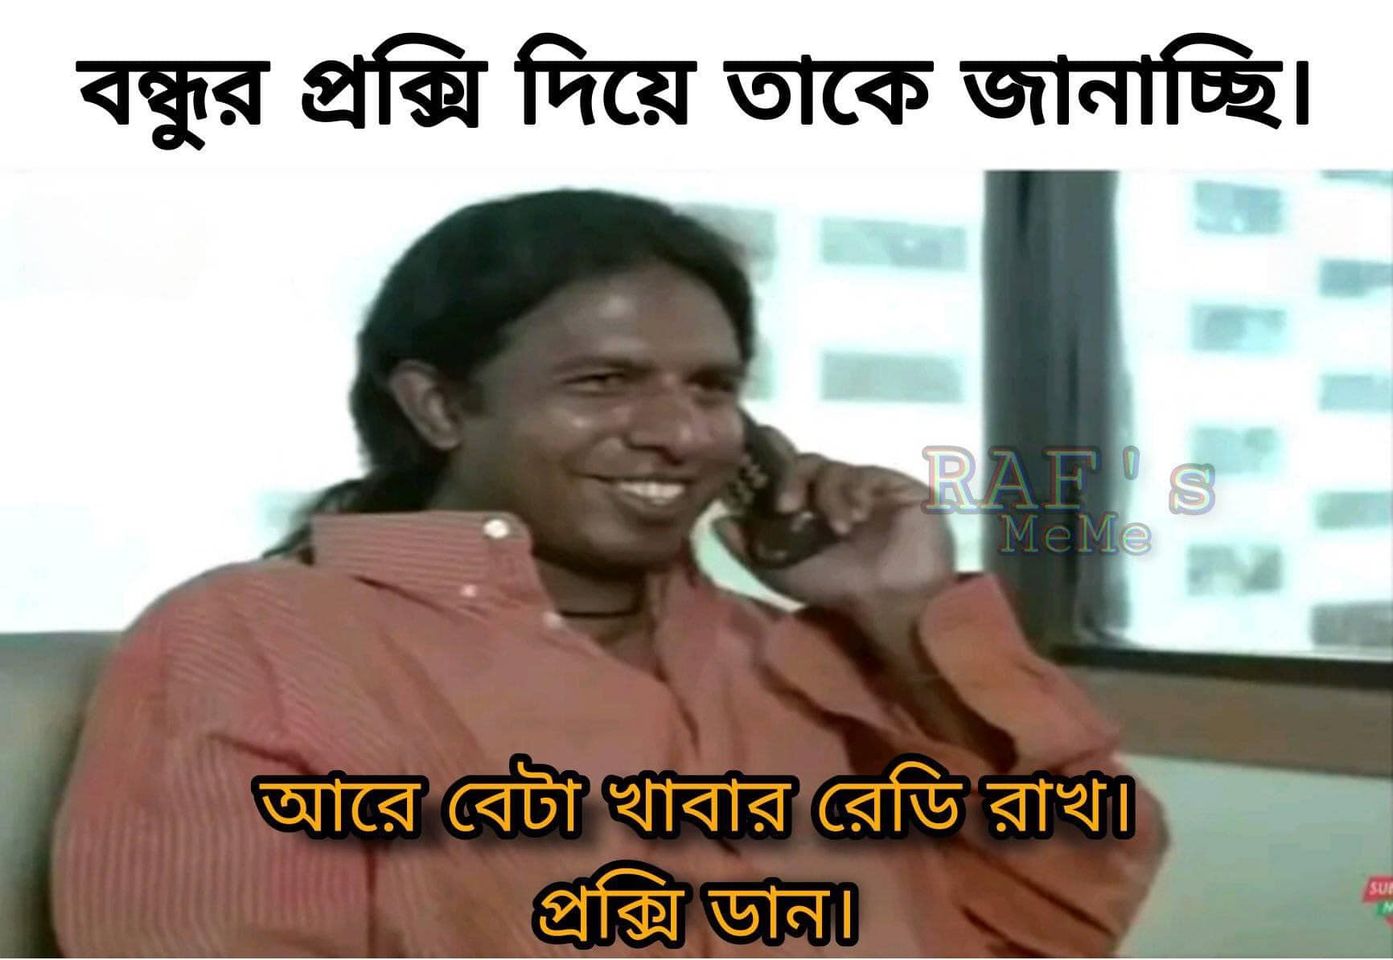 বন্ধুর প্রক্সি দিয়ে তাকে জানাচ্ছি।
RAF's
MeMe
আরে বেটা খাবার রেডি রাখ।
প্রক্সি ডান।